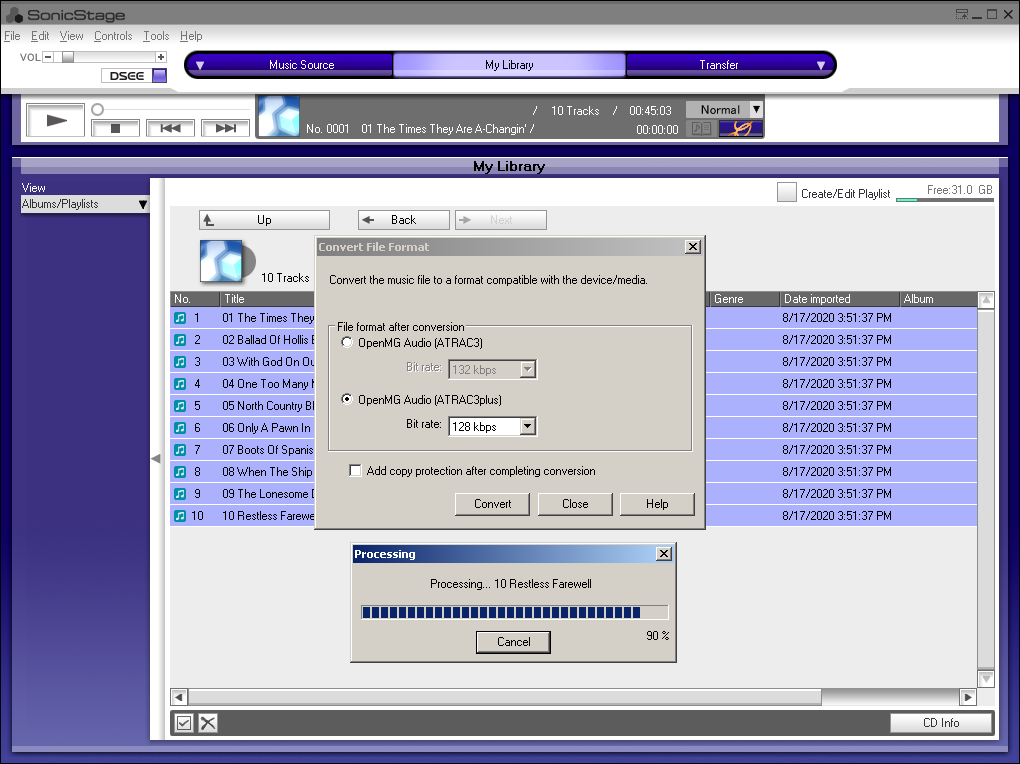 SonicStage
File Edit View Controls Tools Help
VOL
DSEE
Music Source My Library Transfer
/ 10 Tracks / 00:45:03 Normal
No. 0001 01 The Times They Are A-Changin' / 00:00:00
My Library
View
Albums/Playlists
Create/Edit Playlist Free:31.0 GB
Up Back Next
10 Tracks
No. Title Genre Date imported Album
1 01 The Times They 8/17/2020 3:51:37 PM
2 02 Ballad Of Hollis 8/17/2020 3:51:37 PM
3 03 With God On Ou 8/17/2020 3:51:37 PM
4 04 One Too Many 8/17/2020 3:51:37 PM
5 05 North Country Bl 8/17/2020 3:51:37 PM
6 06 Only A Pawn In 8/17/2020 3:51:37 PM
7 07 Boots Of Spanis 8/17/2020 3:51:37 PM
8 08 When The Ship 8/17/2020 3:51:37 PM
9 09 The Lonesome 8/17/2020 3:51:37 PM
10 10 Restless Farewe 8/17/2020 3:51:37 PM
Convert File Format
Convert the music file to a format compatible with the device/media.
File format after conversion
OpenMG Audio (ATRAC3)
Bit rate: 132 kbps
OpenMG Audio (ATRAC3plus)
Bit rate: 128 kbps
Add copy protection after completing conversion
Convert Close Help
Processing
Processing... 10 Restless Farewell
90 %
Cancel
CD Info